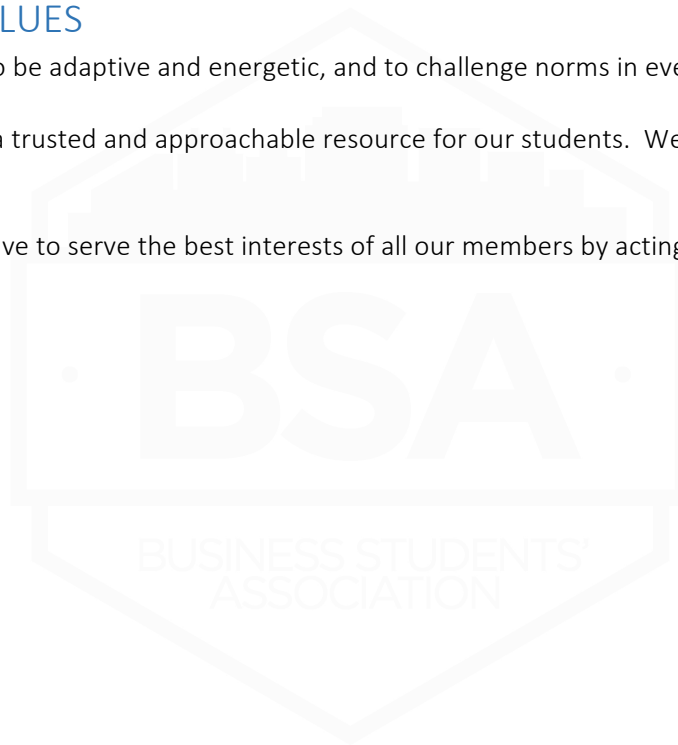 LUES
be adaptive and energetic, and to challenge norms in
trusted and approachable resource for our students. We
ve to serve the best interests of all our members by acting
BSA
BUSINESS STUDENTS'
ASSOCIATION